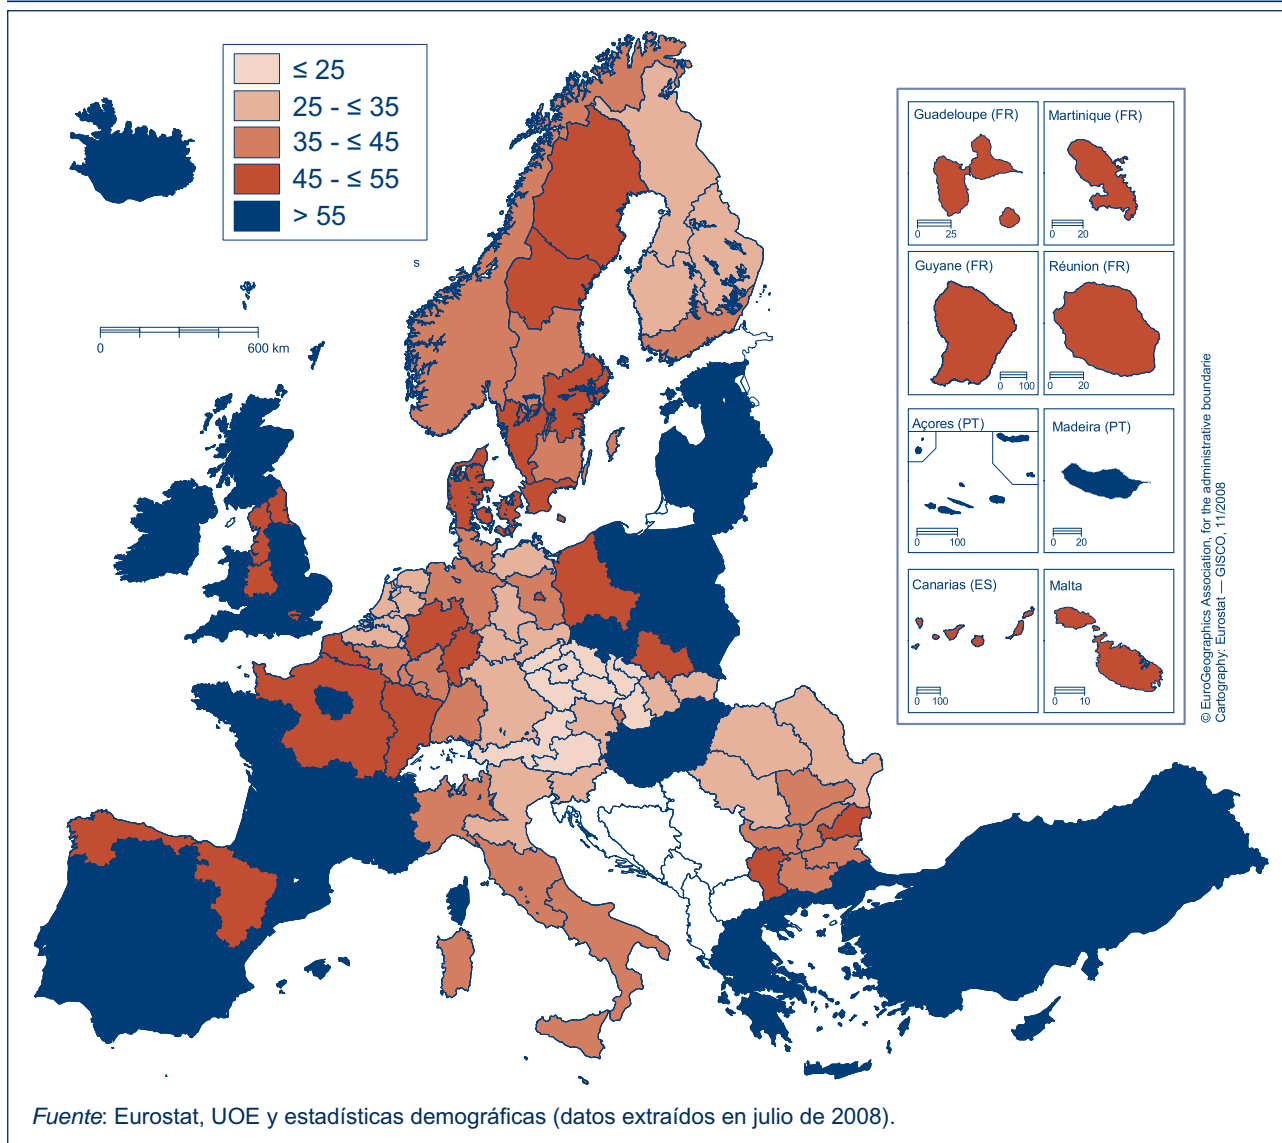 ≤ 25
25 - ≤ 35
35 - ≤ 45
45 - ≤ 55
> 55
s
0 600 km
Guadeloupe (FR)
0 25
Martinique (FR)
0 20
Guyane (FR)
0 100
Réunion (FR)
0 20
Açores (PT)
0 100
Madeira (PT)
0 20
Canarias (ES)
0 100
Malta
0 10
© EuroGeographics Association, for the administrative boundarie
Cartography: Eurostat — GISCO, 11/2008
Fuente: Eurostat, UOE y estadísticas demográficas (datos extraídos en julio de 2008).